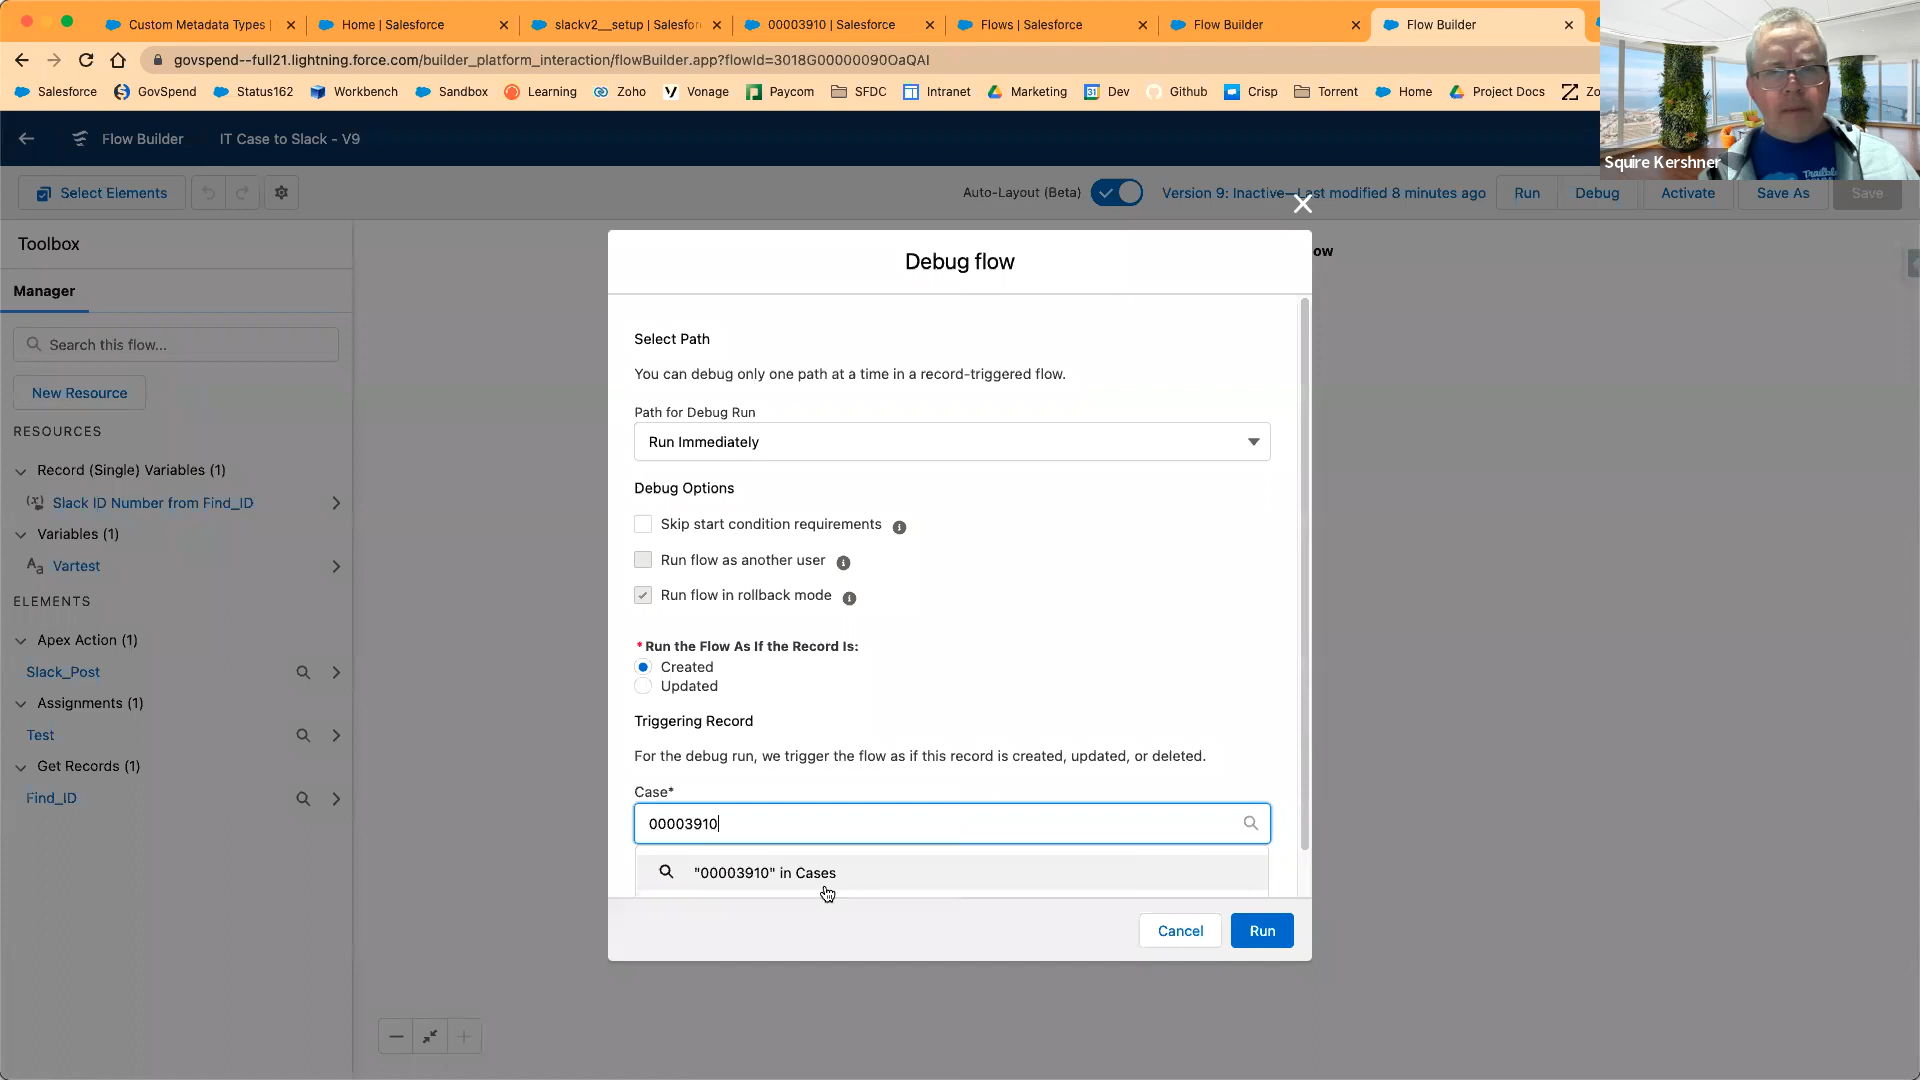 Custom Metadata Types
Home | Salesforce
slackv2__setup | Salesfor
00003910 | Salesforce
Flows | Salesforce
Flow Builder
Flow Builder
govspend--full21.lightning.force.com/builder_platform_interaction/flowBuilder.app?flowId=3018G00000090OaQAI
Salesforce
GovSpend
Status162
Workbench
Sandbox
Learning
Zoho
Vonage
Paycom
SFDC
Intranet
Marketing
Dev
Github
Crisp
Torrent
Home
Project Docs
Zo
Squire Kershner
Flow Builder
IT Case to Slack - V9
Select Elements
Auto-Layout (Beta)
Version 9: Inactive—Last modified 8 minutes ago
Run
Debug
Activate
Save As
Save
Toolbox
Manager
Search this flow...
New Resource
RESOURCES
Record (Single) Variables (1)
Slack ID Number from Find_ID
Variables (1)
Vartest
ELEMENTS
Apex Action (1)
Slack_Post
Assignments (1)
Test
Get Records (1)
Find_ID
ow
Debug flow
Select Path
You can debug only one path at a time in a record-triggered flow.
Path for Debug Run
Run Immediately
Debug Options
Skip start condition requirements
Run flow as another user
Run flow in rollback mode
*Run the Flow As If the Record Is:
Created
Updated
Triggering Record
For the debug run, we trigger the flow as if this record is created, updated, or deleted.
Case*
00003910
"00003910" in Cases
Cancel
Run